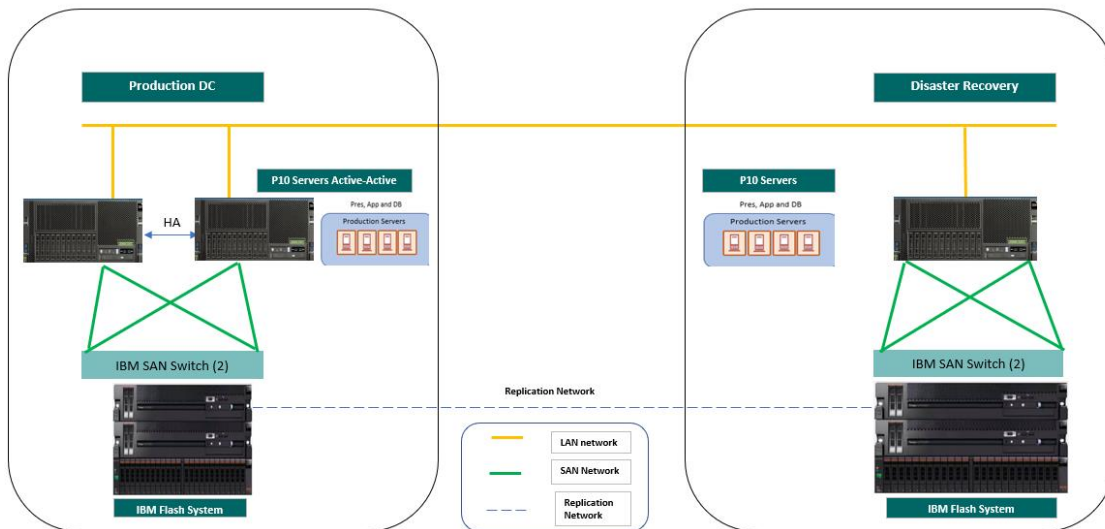 Production DC
Disaster Recovery
P10 Servers Active-Active
P10 Servers
Pres, App and DB
Production Servers
Pres, App and DB
Production Servers
HA
IBM SAN Switch (2)
IBM SAN Switch (2)
Replication Network
LAN network
SAN Network
Replication
Network
IBM Flash System
IBM Flash System